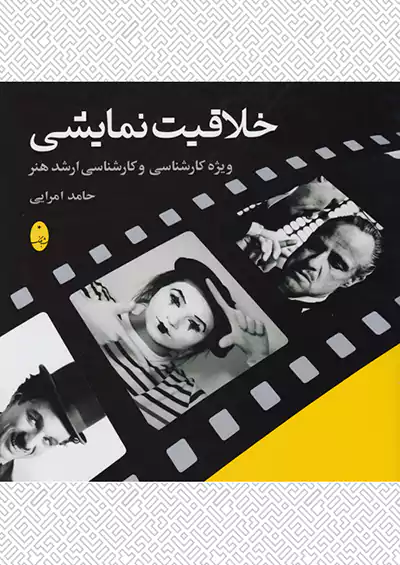 خلاقیت نمایشی
ویژه کارشناسی و کارشناسی ارشد هنر
حامد امرایی